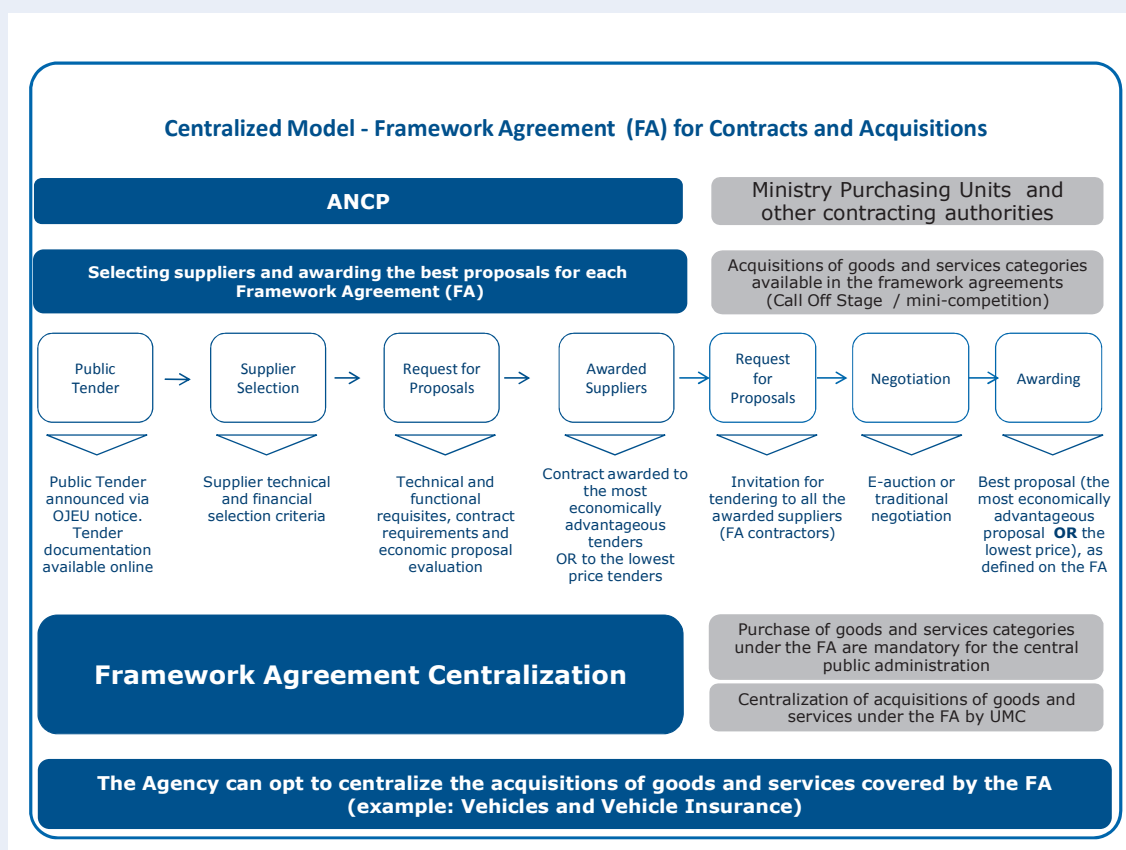 Centralized Model - Framework Agreement (FA) for Contracts and Acquisitions
ANCP
Ministry Purchasing Units and
other contracting authorities
Selecting suppliers and awarding the best proposals for each
Framework Agreement (FA)
Acquisitions of goods and services categories
available in the framework agreements
(Call Off Stage / mini-competition)
Public
Tender
Supplier
Selection
Request for
Proposals
Awarded
Suppliers
Request
for
Proposals
Negotiation
Awarding
Public Tender
announced via
OJEU notice.
Tender
documentation
available online
Supplier technical
and financial
selection criteria
Technical and
functional
requisites, contract
requirements and
economic proposal
evaluation
Contract awarded to
the most
economically
advantageous
tenders
OR to the lowest
price tenders
Invitation for
tendering to all the
awarded suppliers
(FA contractors)
E-auction or
traditional
negotiation
Best proposal (the
most economically
advantageous
proposal OR the
lowest price), as
defined on the FA
Framework Agreement Centralization
Purchase of goods and services categories
under the FA are mandatory for the central
public administration
Centralization of acquisitions of goods and
services under the FA by UMC
The Agency can opt to centralize the acquisitions of goods and services covered by the FA
(example: Vehicles and Vehicle Insurance)